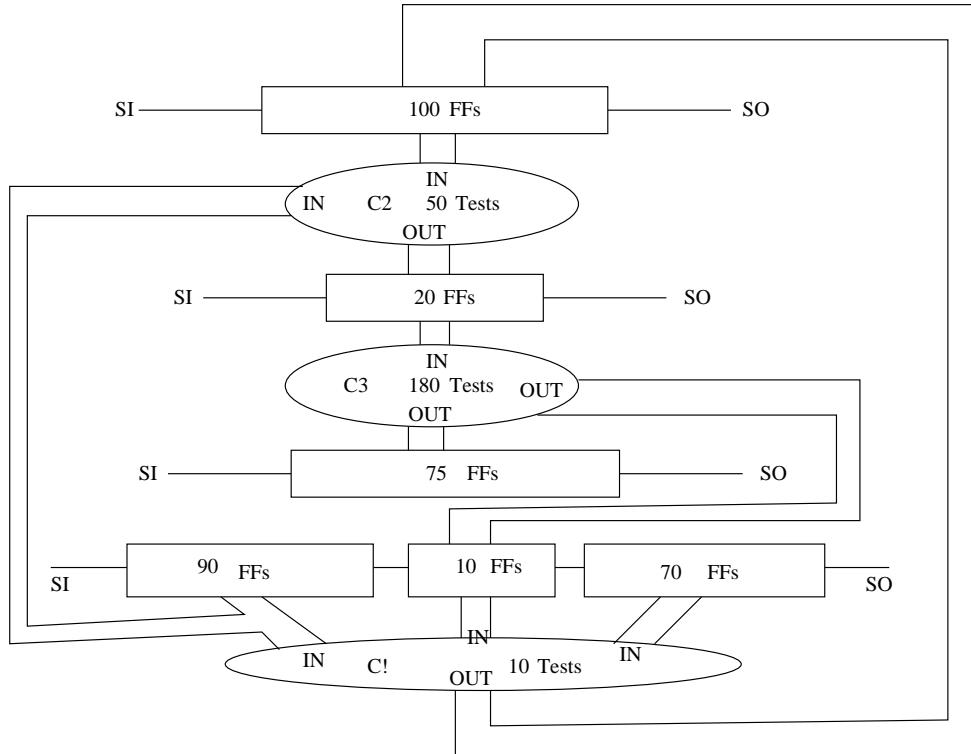 SI 100 FFs SO
IN
IN C2 50 Tests
OUT
SI 20 FFs SO
IN
C3 180 Tests OUT
OUT
SI 75 FFs SO
SI 90 FFs 10 FFs 70 FFs SO
IN
IN C! 10 Tests IN
OUT